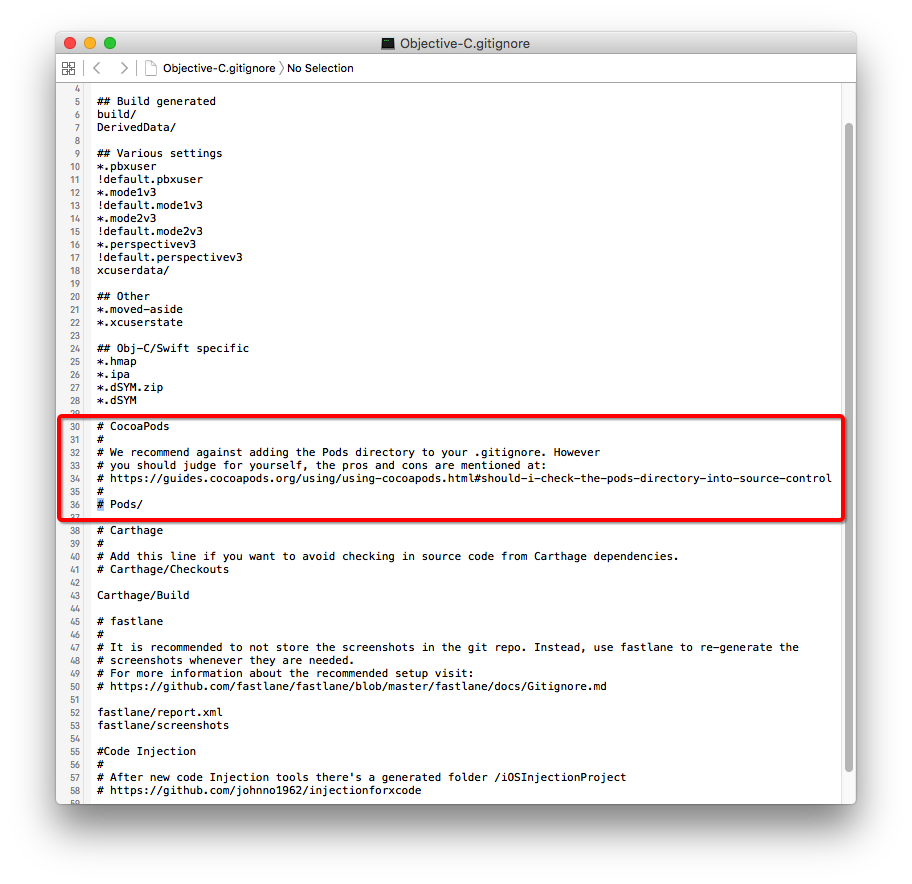 Objective-C.gitignore
Objective-C.gitignore No Selection
4
5 ## Build generated
6 build/
7 DerivedData/
8
9 ## Various settings
10 *.pbxuser
11 !default.pbxuser
12 *.mode1v3
13 !default.mode1v3
14 *.mode2v3
15 !default.mode2v3
16 *.perspectivev3
17 !default.perspectivev3
18 xcuserdata/
19
20 ## Other
21 *.moved-aside
22 *.xcuserstate
23
24 ## Obj-C/Swift specific
25 *.hmap
26 *.ipa
27 *.dSYM.zip
28 *.dSYM
29
30 # CocoaPods
31 #
32 # We recommend against adding the Pods directory to your .gitignore. However
33 # you should judge for yourself, the pros and cons are mentioned at:
34 # https://guides.cocoapods.org/using/using-cocoapods.html#should-i-check-the-pods-directory-into-source-control
35 #
36 # Pods/
37
38 # Carthage
39 #
40 # Add this line if you want to avoid checking in source code from Carthage dependencies.
41 # Carthage/Checkouts
42
43 Carthage/Build
44
45 # fastlane
46 #
47 # It is recommended to not store the screenshots in the git repo. Instead, use fastlane to re-generate the
48 # screenshots whenever they are needed.
49 # For more information about the recommended setup visit:
50 # https://github.com/fastlane/fastlane/blob/master/fastlane/docs/Gitignore.md
51
52 fastlane/report.xml
53 fastlane/screenshots
54
55 #Code Injection
56 #
57 # After new code Injection tools there's a generated folder /iOSInjectionProject
58 # https://github.com/johnno1962/injectionforxcode
59